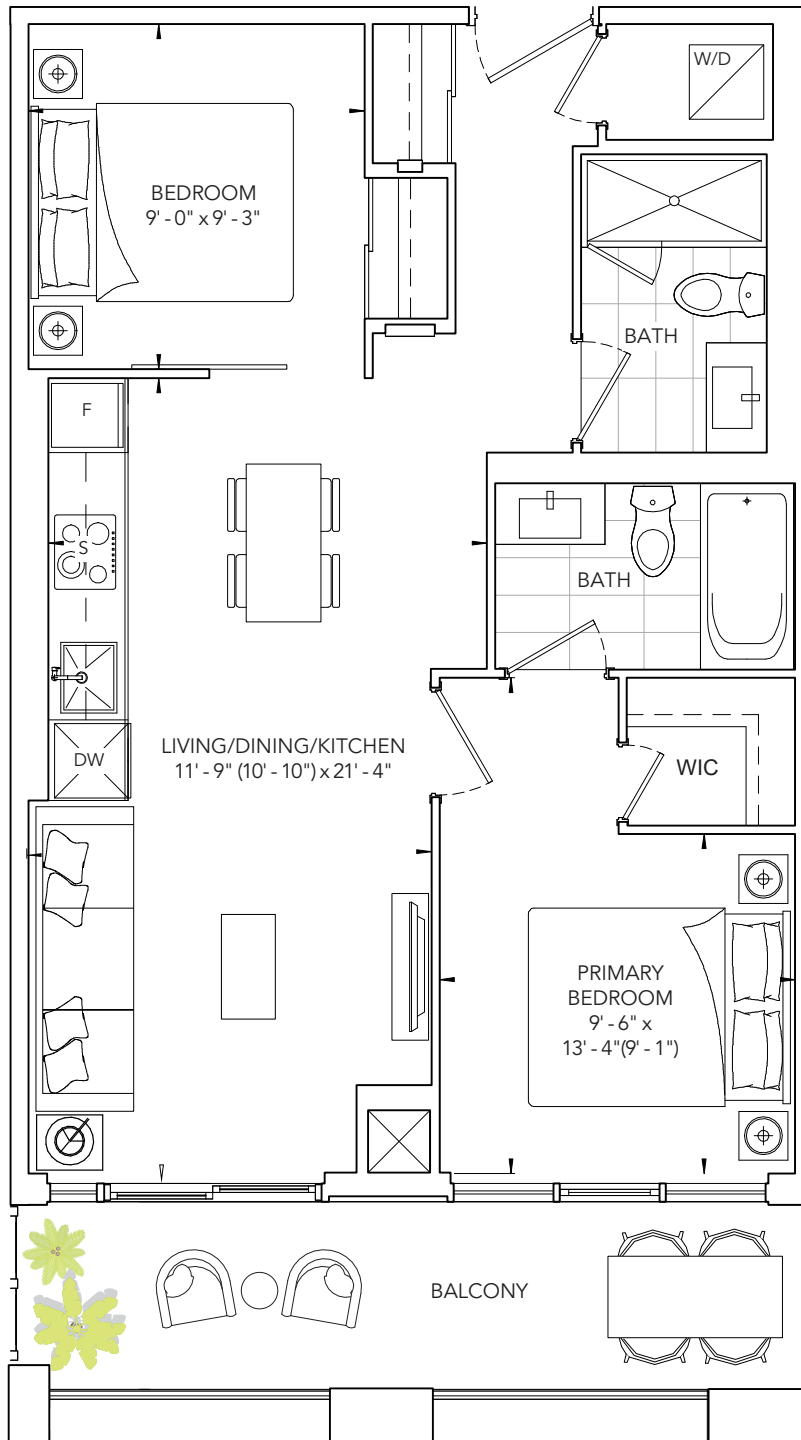 W/D
BEDROOM
9' - 0" x 9' - 3"
BATH
F
S
BATH
DW
LIVING/DINING/KITCHEN
11' - 9" (10' - 10") x 21' - 4"
WIC
PRIMARY
BEDROOM
9' - 6" x
13' - 4"(9' - 1")
BALCONY